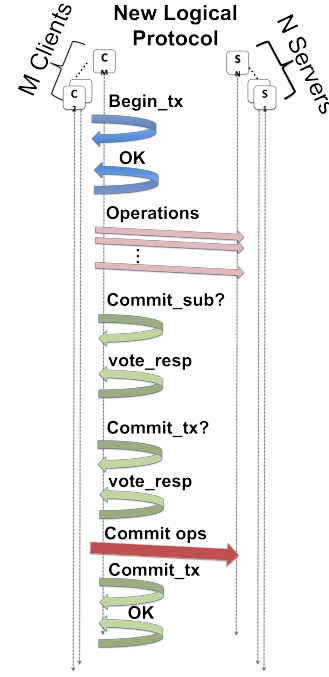 New Logical
Protocol
M Clients
N Servers
C
M
S
N
C
2
S
1
Begin_tx
OK
Operations
Commit_sub?
vote_resp
Commit_tx?
vote_resp
Commit ops
Commit_tx
OK